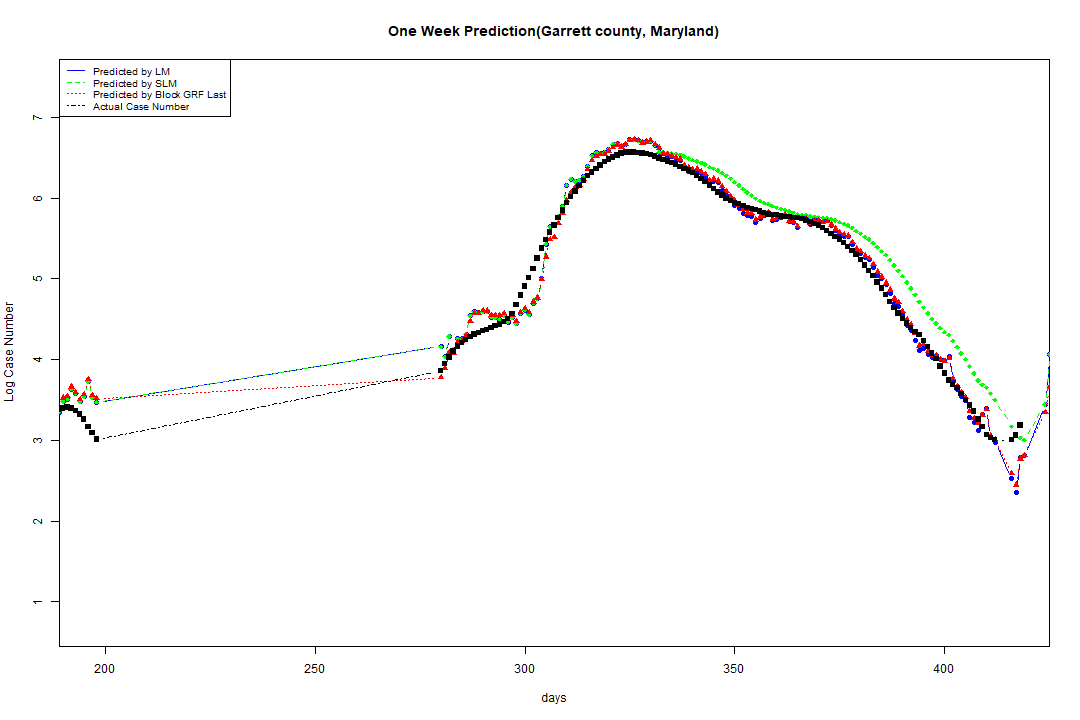 One Week Prediction(Garrett county, Maryland)
Predicted by LM
Predicted by SLM
Predicted by Block GRF Last
Actual Case Number
7
6
5
4
3
2
1
Log Case Number
200 250 300 350 400
days